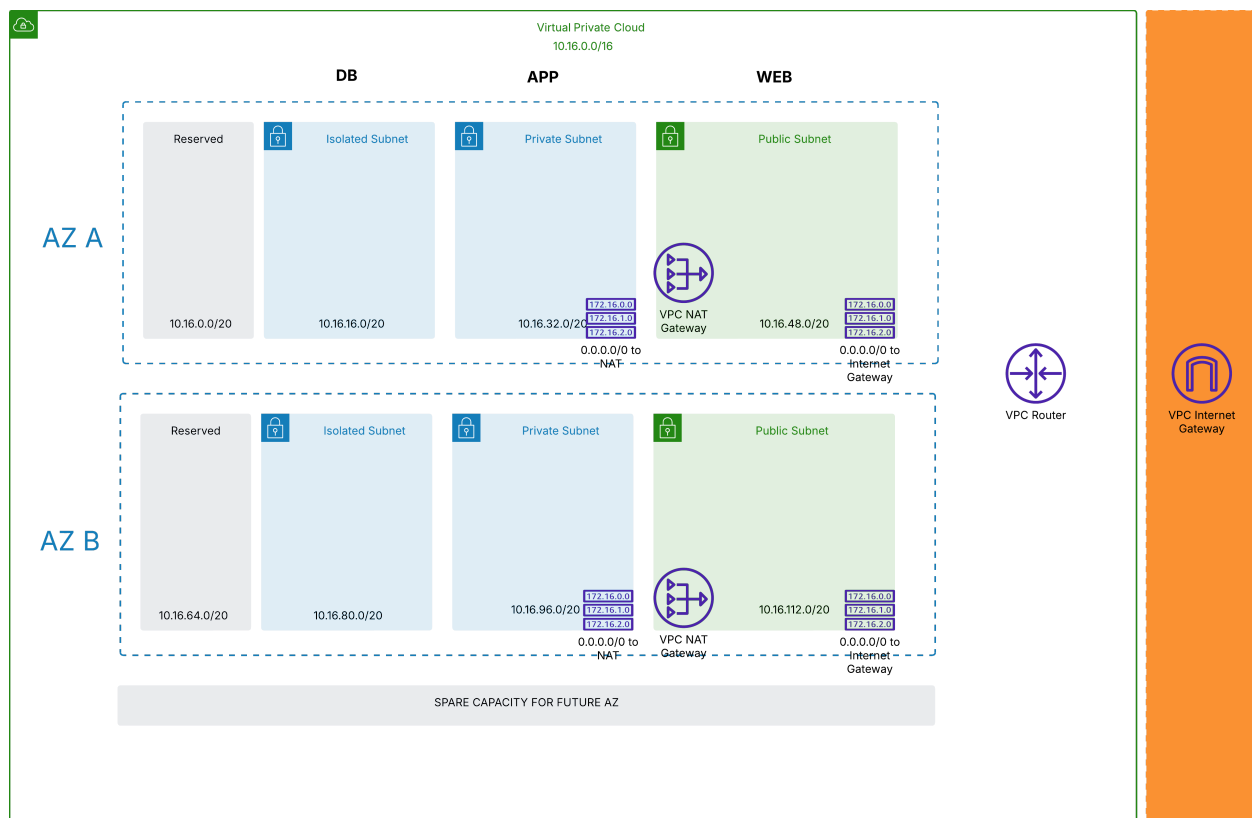 Virtual Private Cloud
10.16.0.0/16
DB
APP
WEB
AZ A
Reserved
10.16.0.0/20
Isolated Subnet
10.16.16.0/20
Private Subnet
10.16.32.0/20
172.16.0.0
172.16.1.0
172.16.2.0
0.0.0.0/0 to
NAT
Public Subnet
VPC NAT
Gateway
10.16.48.0/20
172.16.0.0
172.16.1.0
172.16.2.0
0.0.0.0/0 to
Internet
Gateway
VPC Router
VPC Internet
Gateway
AZ B
Reserved
10.16.64.0/20
Isolated Subnet
10.16.80.0/20
Private Subnet
10.16.96.0/20
172.16.0.0
172.16.1.0
172.16.2.0
0.0.0.0/0 to
NAT
Public Subnet
VPC NAT
Gateway
10.16.112.0/20
172.16.0.0
172.16.1.0
172.16.2.0
0.0.0.0/0 to
Internet
Gateway
SPARE CAPACITY FOR FUTURE AZ